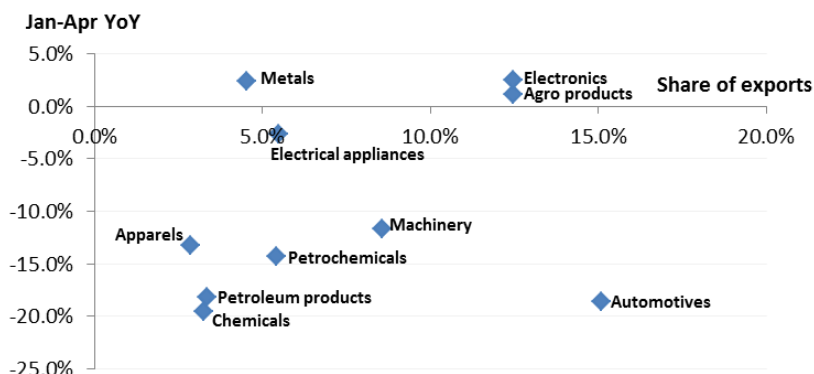 Jan-Apr YoY
5.0%
Metals
Electronics
Agro products
Share of exports
0.0%
0.0%
5.0%
10.0%
15.0%
20.0%
Electrical appliances
-5.0%
-10.0%
Apparels
Machinery
-15.0%
Petrochemicals
Petroleum products
Automotives
-20.0%
Chemicals
-25.0%